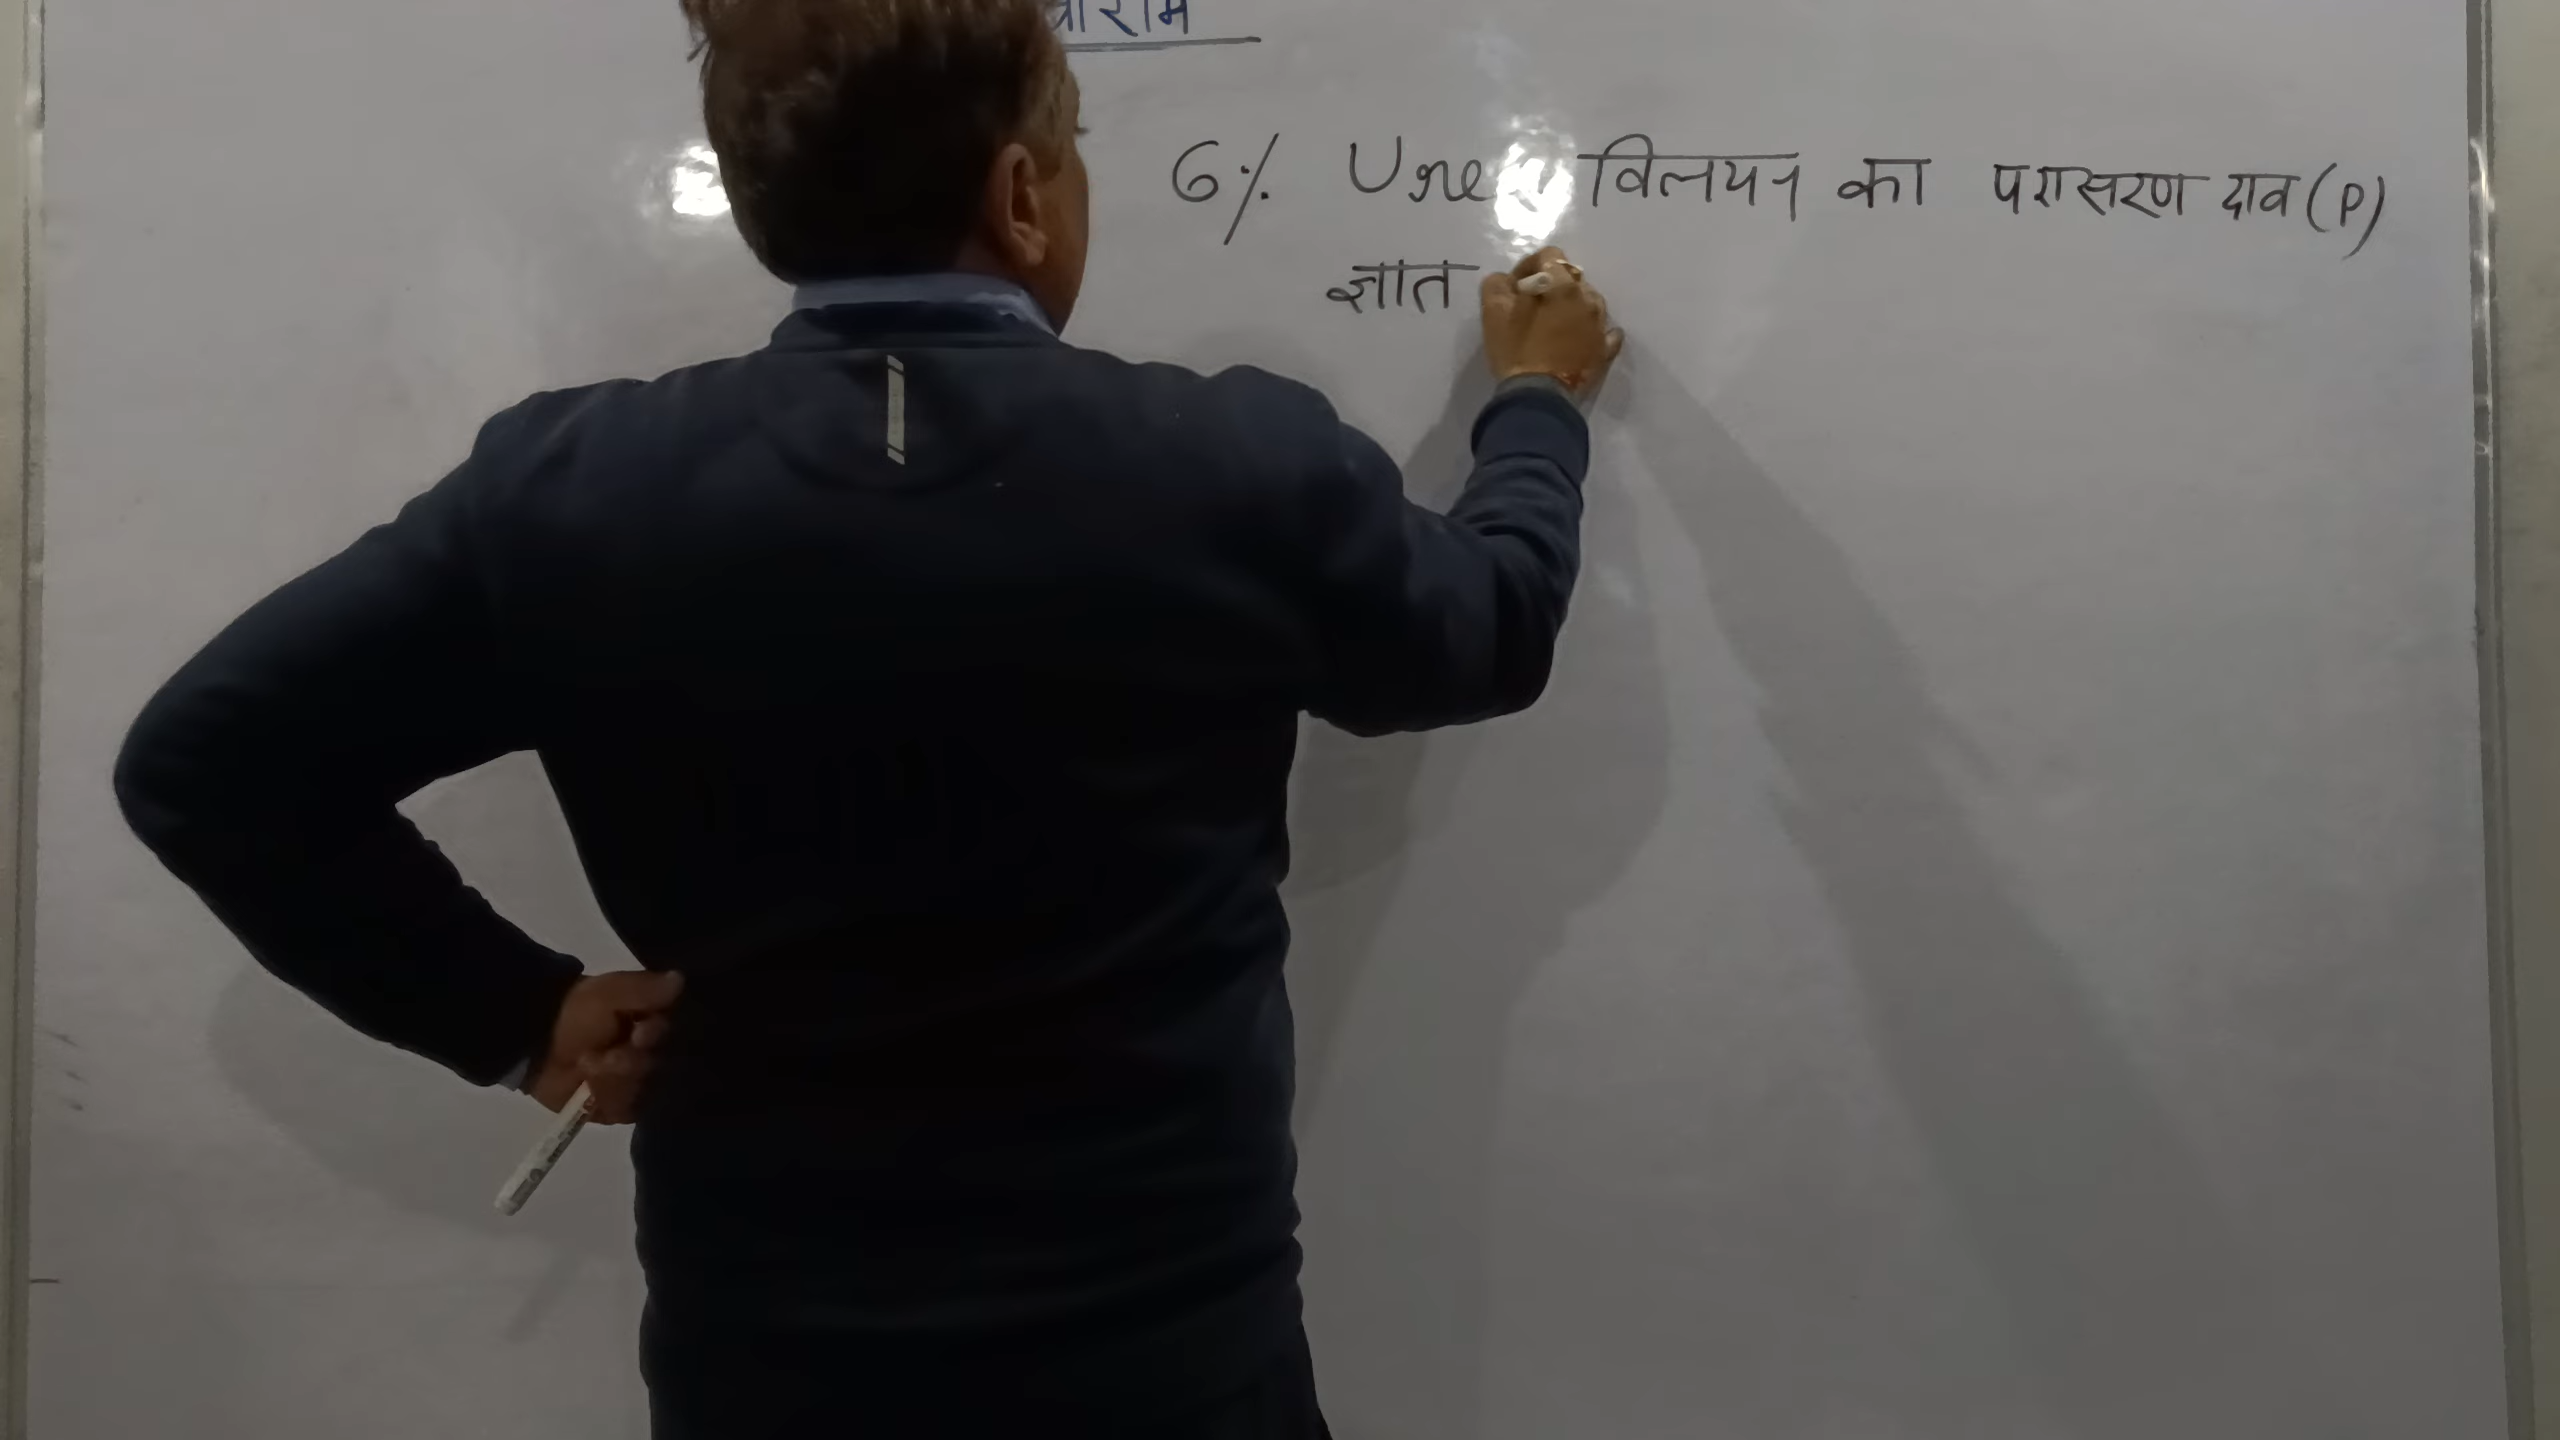 6% Urea विलयन का परासरण दाब (P)
ज्ञात